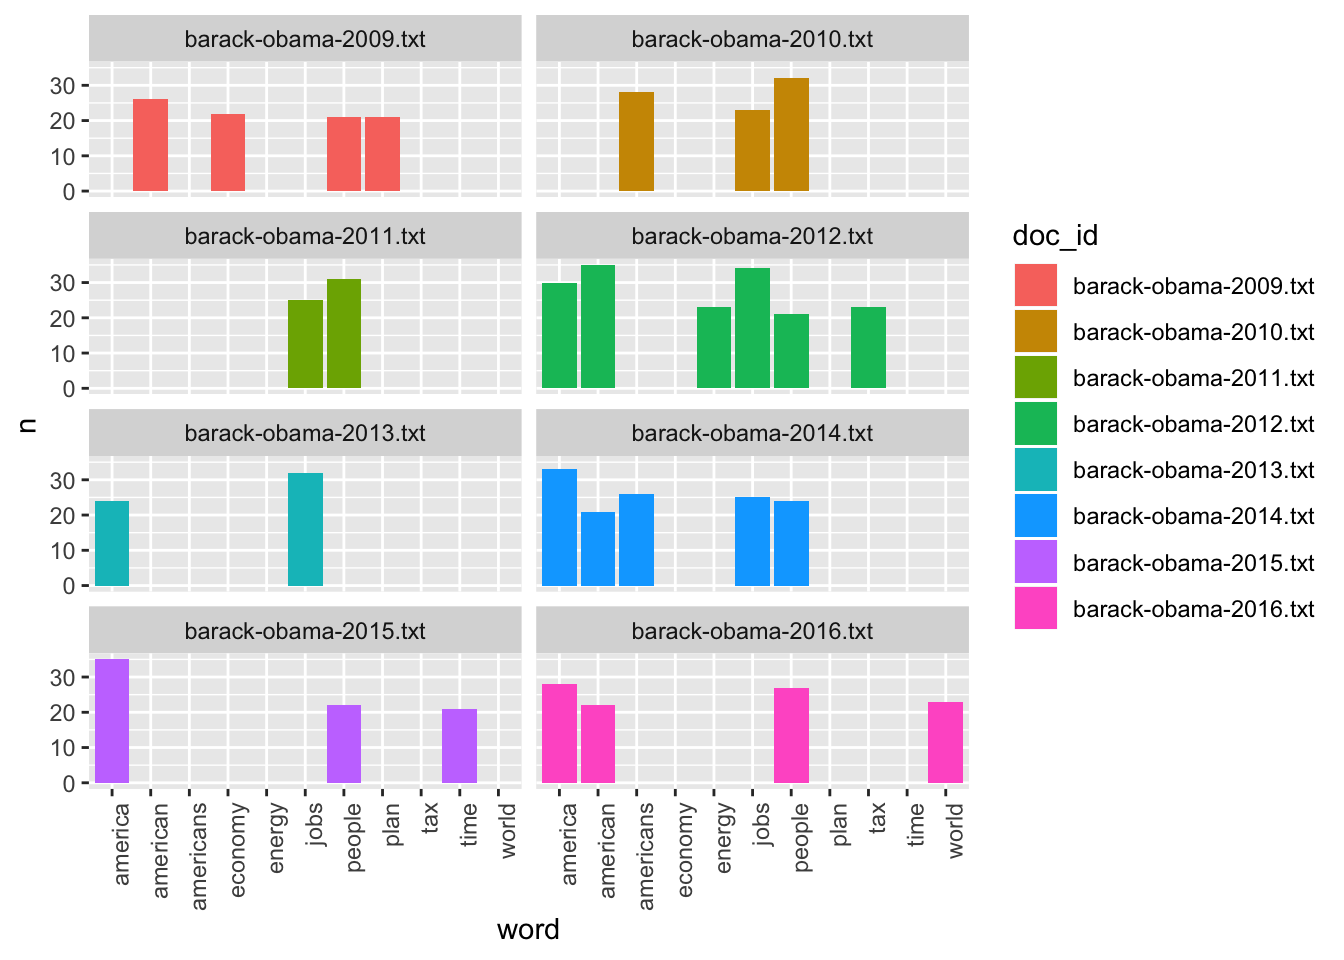 barack-obama-2009.txt
barack-obama-2010.txt
30
20
10
0
barack-obama-2011.txt
barack-obama-2012.txt
30
20
10
0
barack-obama-2013.txt
barack-obama-2014.txt
30
20
10
0
barack-obama-2015.txt
barack-obama-2016.txt
30
20
10
0
n
america
american
americans
economy
energy
jobs
people
plan
tax
time
world
america
american
americans
economy
energy
jobs
people
plan
tax
time
world
word
doc_id
barack-obama-2009.txt
barack-obama-2010.txt
barack-obama-2011.txt
barack-obama-2012.txt
barack-obama-2013.txt
barack-obama-2014.txt
barack-obama-2015.txt
barack-obama-2016.txt